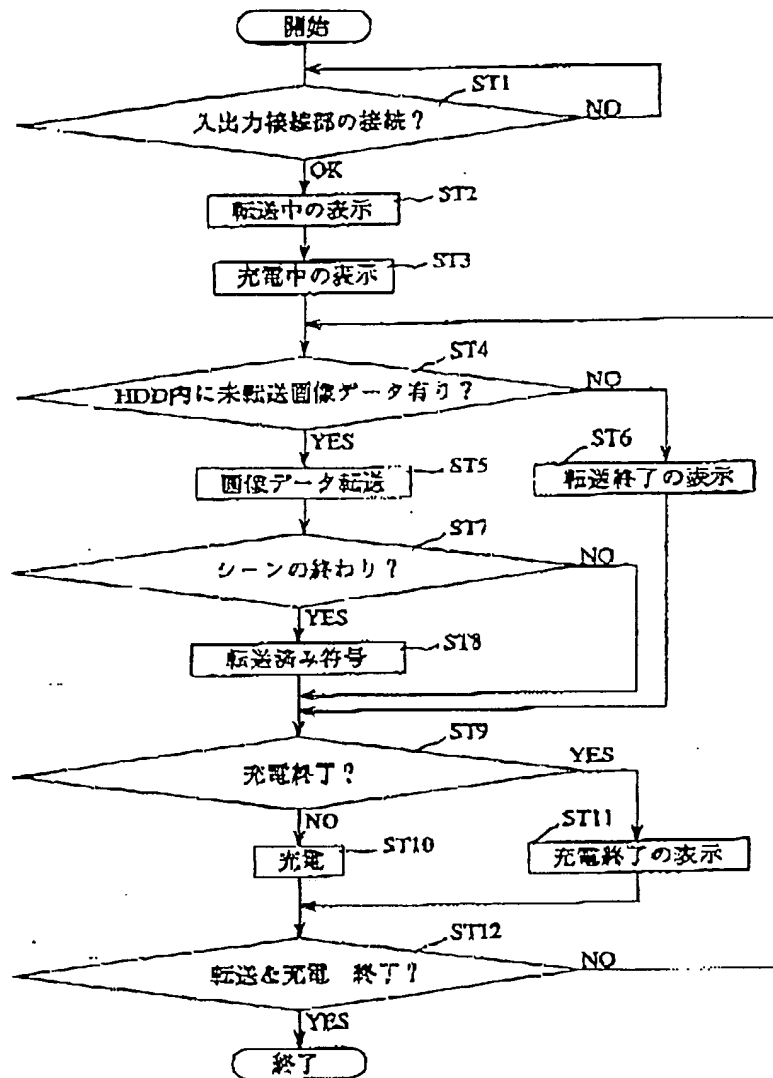 開始
ST1
入出力接続部の接続?
NO
OK
ST2
転送中の表示
ST3
充電中の表示
ST4
HDD内に未転送画像データ有り?
NO
YES
ST5
画像データ転送
ST6
転送終了の表示
ST7
シーンの終わり?
NO
YES
ST8
転送済み符号
ST9
充電終了?
YES
NO
ST10
充電
ST11
充電終了の表示
ST12
転送&充電 終了?
NO
YES
終了